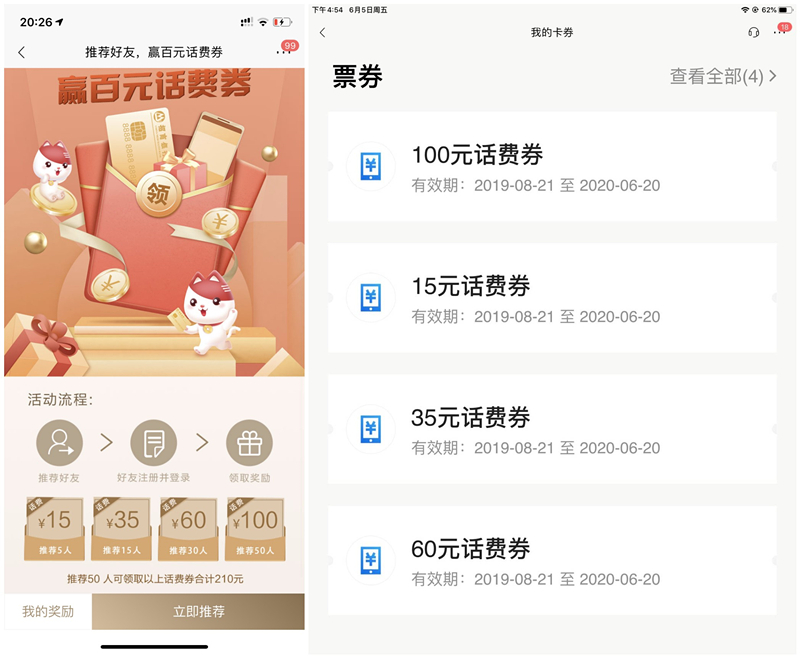 20:26
推荐好友，赢百元话费券
99
赢百元话费券
领
活动流程：
推荐好友
好友注册并登录
领取奖励
话费
¥15
推荐5人
话费
¥35
推荐15人
话费
¥60
推荐30人
话费
¥100
推荐50人
推荐50 人可领取以上话费券合计210元
我的奖励
立即推荐
下午4:54 6月5日周五
62%
我的卡券
18
票券
查看全部(4)
100元话费券
有效期：2019-08-21 至 2020-06-20
15元话费券
有效期：2019-08-21 至 2020-06-20
35元话费券
有效期：2019-08-21 至 2020-06-20
60元话费券
有效期：2019-08-21 至 2020-06-20